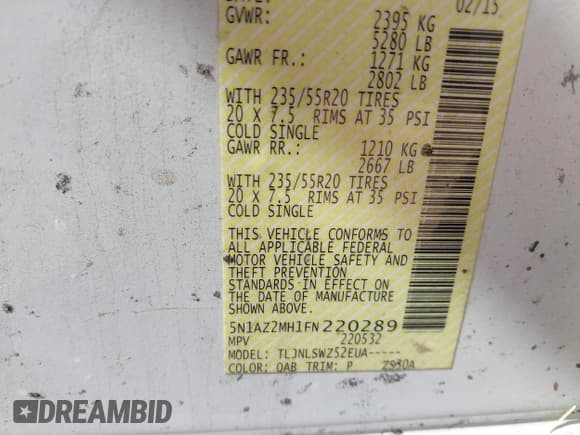 02/15
GVWR: 2395 KG
5280 LB
GAWR FR.: 1271 KG
2802 LB
WITH 235/55R20 TIRES
20 X 7.5 RIMS AT 35 PSI
COLD SINGLE
GAWR RR.: 1210 KG
2667 LB
WITH 235/55R20 TIRES
20 X 7.5 RIMS AT 35 PSI
COLD SINGLE
THIS VEHICLE CONFORMS TO
ALL APPLICABLE FEDERAL
MOTOR VEHICLE SAFETY AND
THEFT PREVENTION
STANDARDS IN EFFECT ON
THE DATE OF MANUFACTURE
SHOWN ABOVE.
5N1AZ2MH1FN220289
MPV 220532
MODEL: TLJNLSWZ52EUA-----
COLOR: QAB TRIM: P
DREAMBID